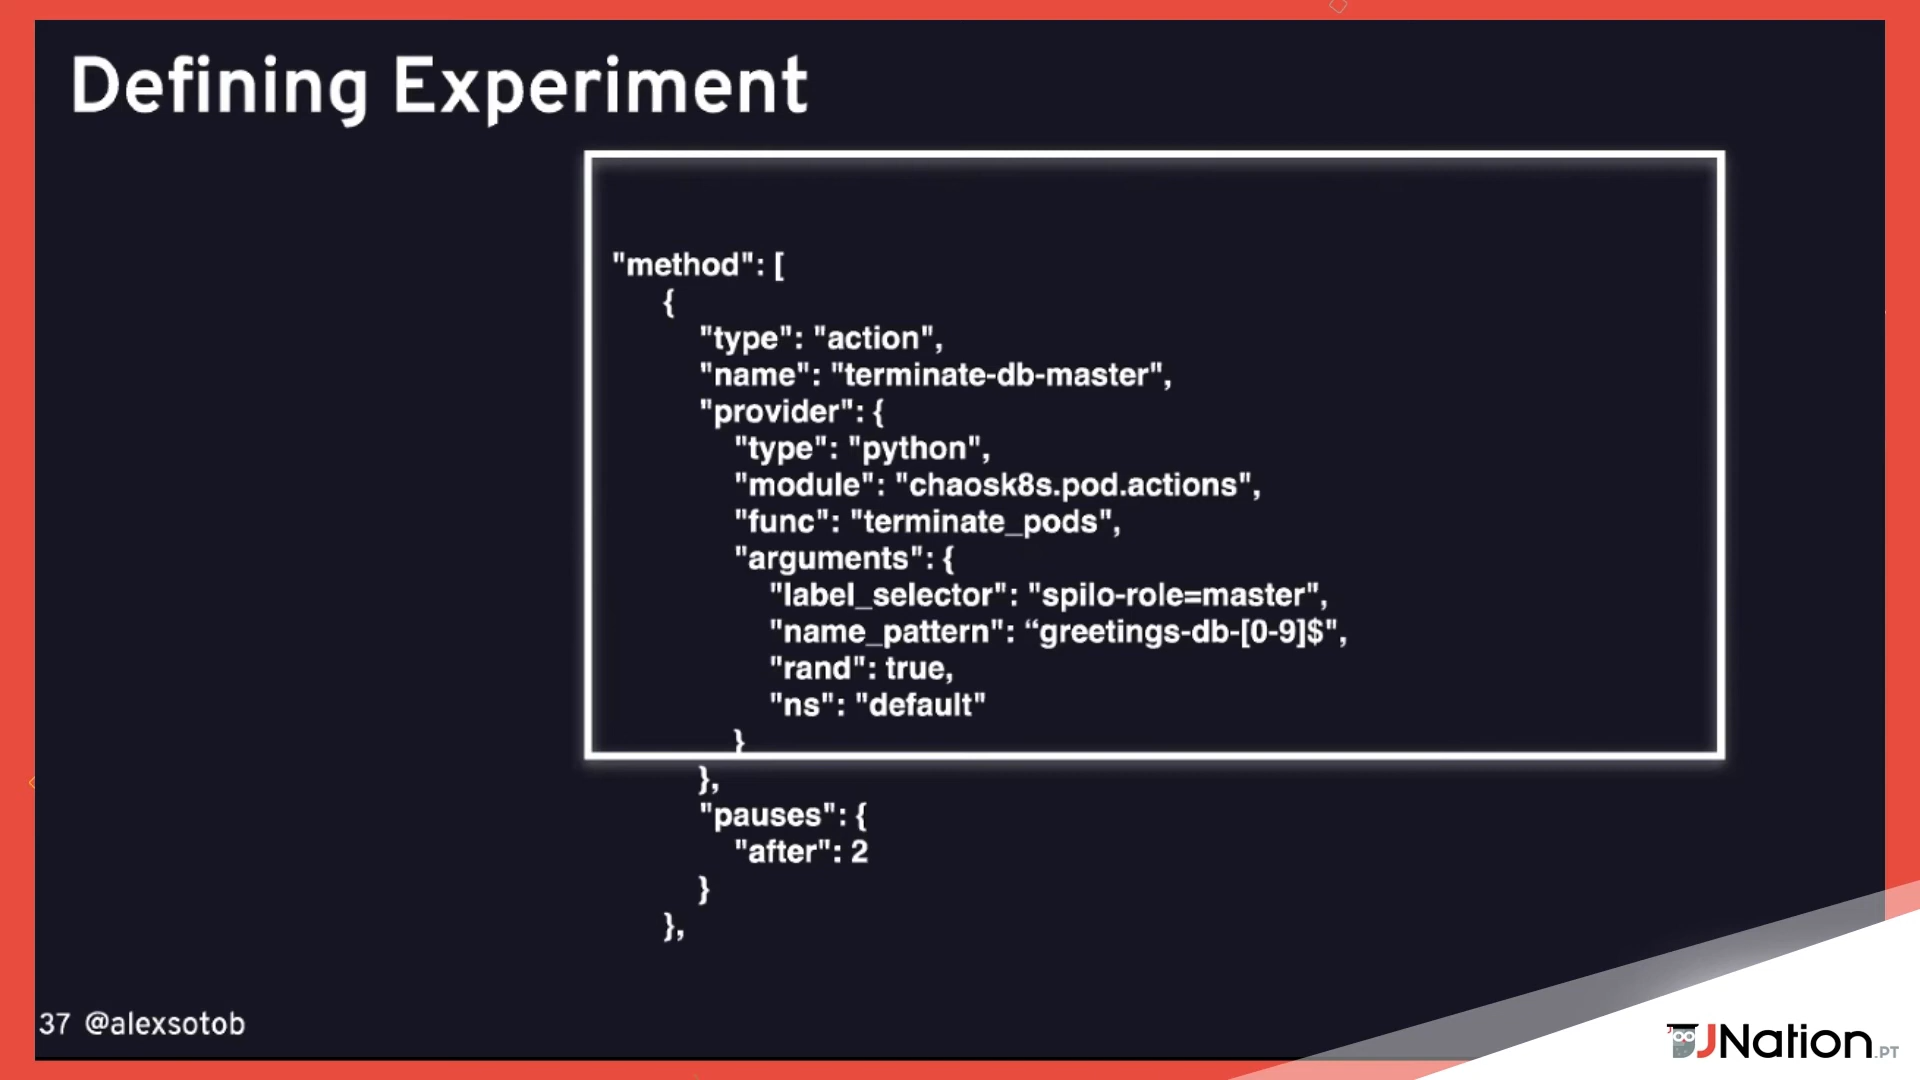 Defining Experiment
"method": [
{
"type": "action",
"name": "terminate-db-master",
"provider": {
"type": "python",
"module": "chaosk8s.pod.actions",
"func": "terminate_pods",
"arguments": {
"label_selector": "spilo-role=master",
"name_pattern": “greetings-db-[0-9]$",
"rand": true,
"ns": "default"
}
},
"pauses": {
"after": 2
}
},
37 @alexsotob
JNation.PT